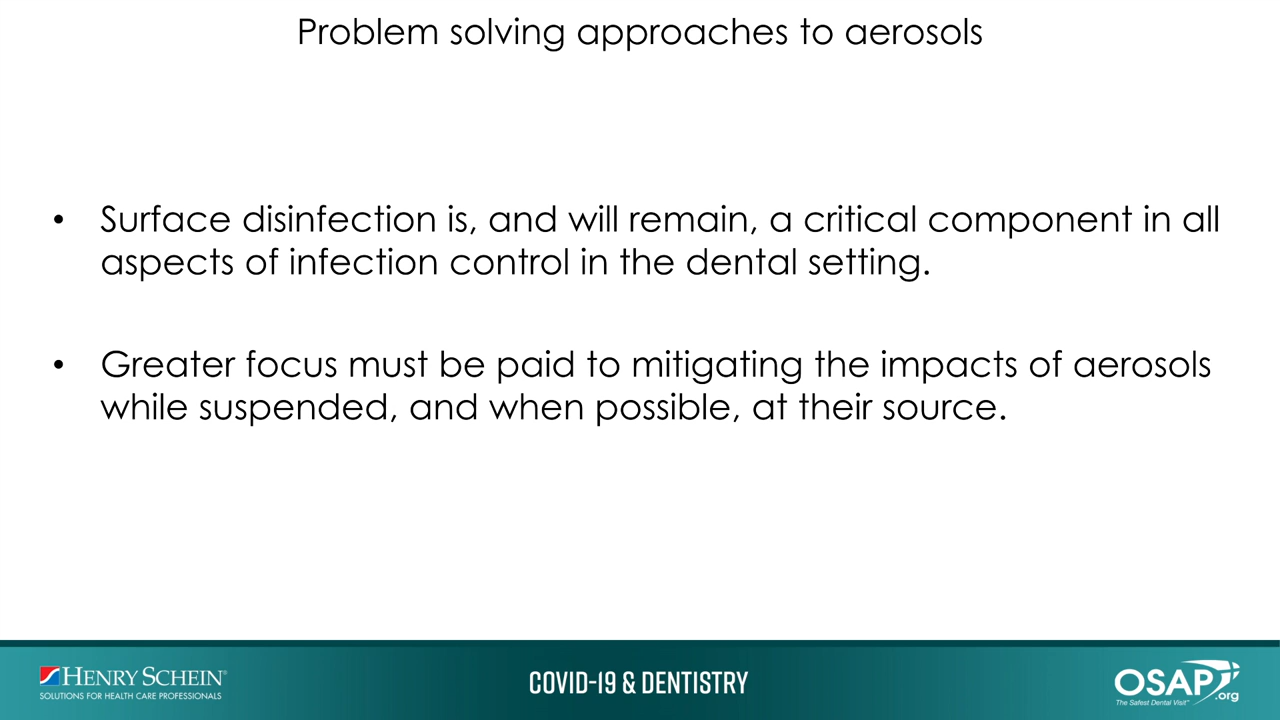 Problem solving approaches to aerosols
• Surface disinfection is, and will remain, a critical component in all
aspects of infection control in the dental setting.
• Greater focus must be paid to mitigating the impacts of aerosols
while suspended, and when possible, at their source.
HENRY SCHEIN®
SOLUTIONS FOR HEALTH CARE PROFESSIONALS
COVID-19 & DENTISTRY
OSAP.org
The Safest Dental Visit™